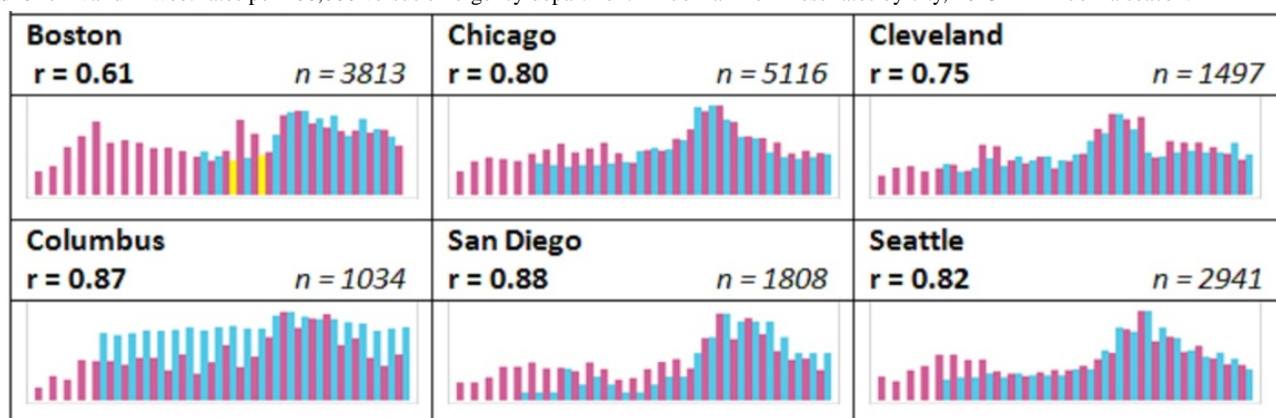 Boston
r = 0.61 n = 3813
Chicago
r = 0.80 n = 5116
Cleveland
r = 0.75 n = 1497
Columbus
r = 0.87 n = 1034
San Diego
r = 0.88 n = 1808
Seattle
r = 0.82 n = 2941